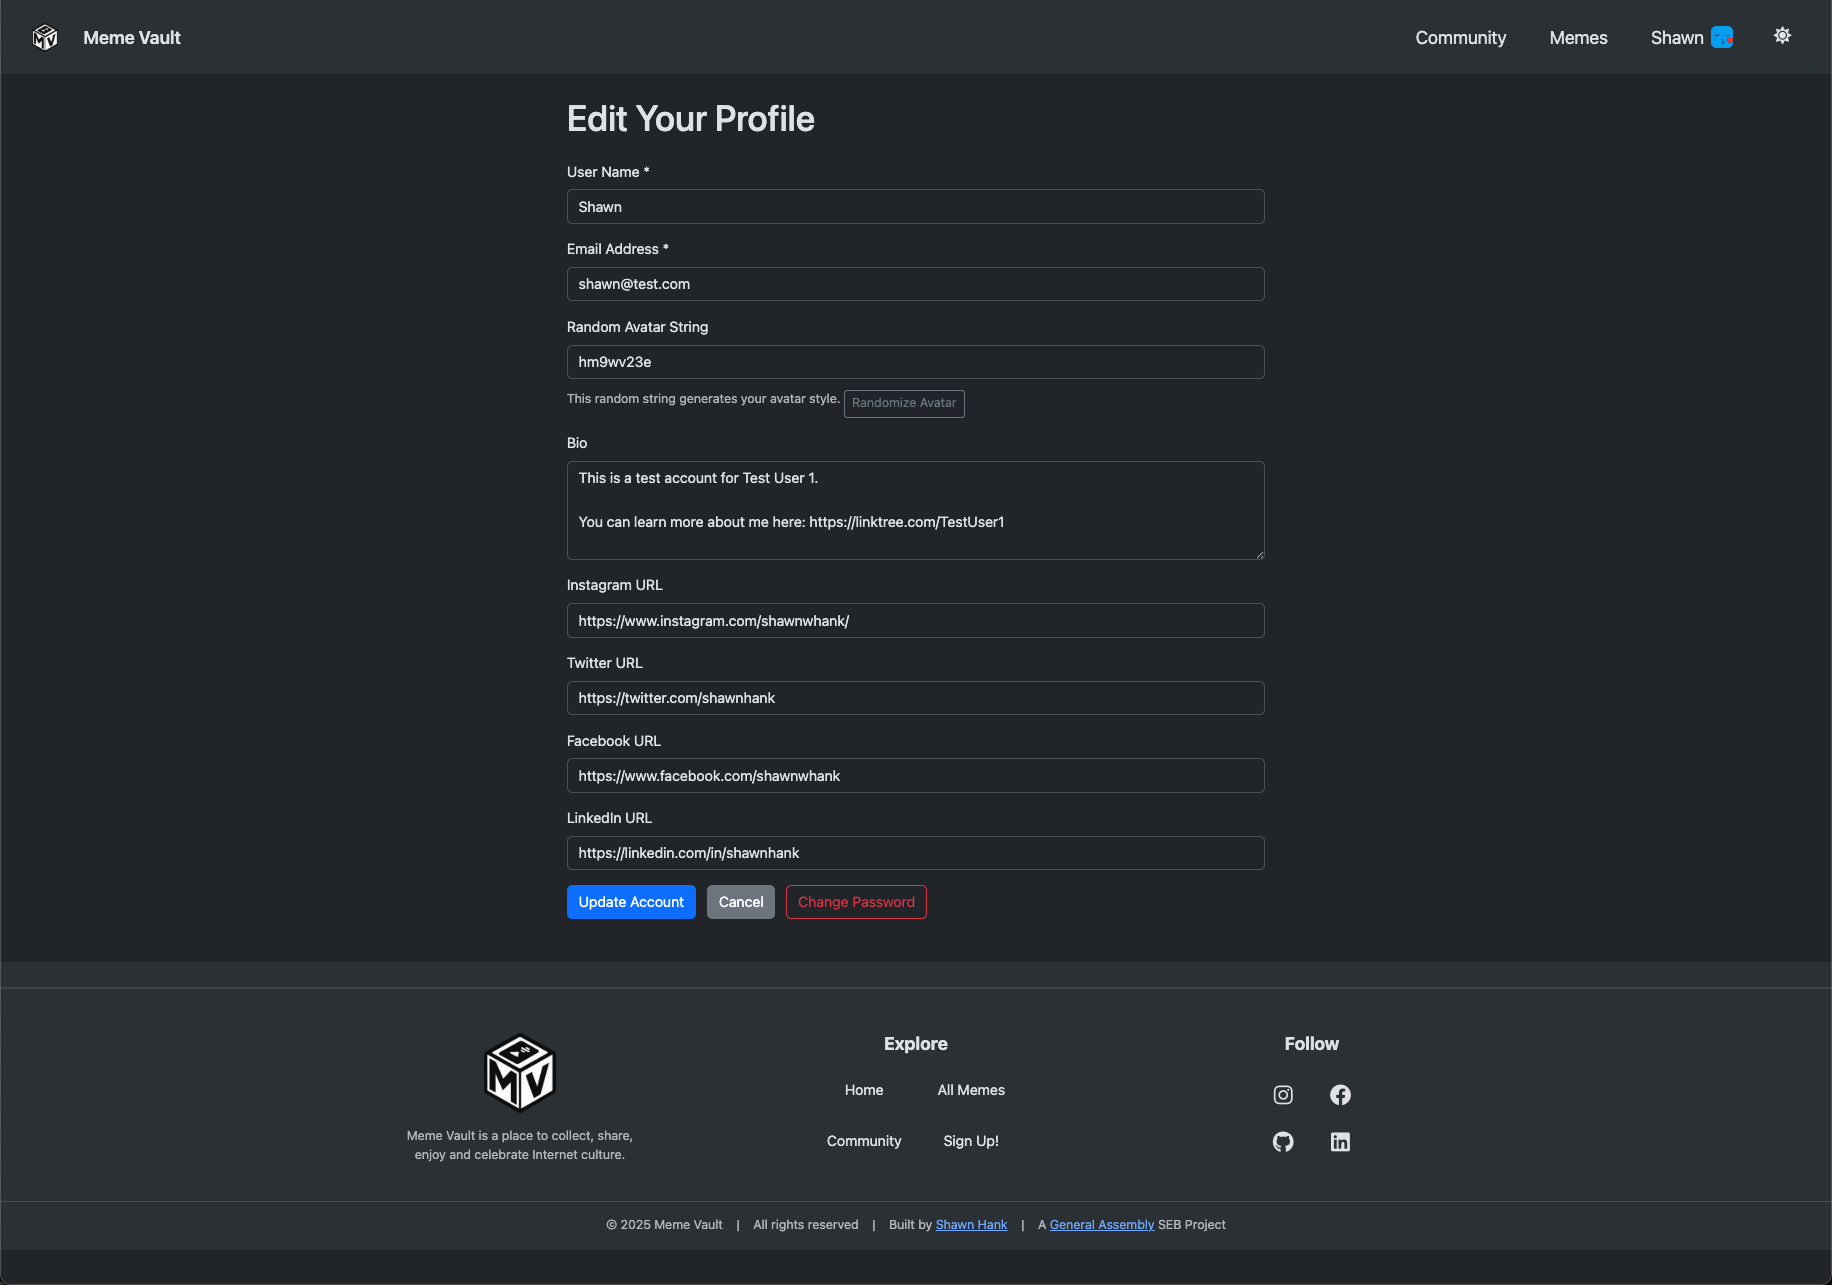 MV
Meme Vault
Community
Memes
Shawn
Edit Your Profile
User Name *
Shawn
Email Address *
shawn@test.com
Random Avatar String
hm9wv23e
This random string generates your avatar style. Randomize Avatar
Bio
This is a test account for Test User 1.
You can learn more about me here: https://linktree.com/TestUser1
Instagram URL
https://www.instagram.com/shawnwhank/
Twitter URL
https://twitter.com/shawnhank
Facebook URL
https://www.facebook.com/shawnwhank
LinkedIn URL
https://linkedin.com/in/shawnhank
Update Account
Cancel
Change Password
MV
Meme Vault is a place to collect, share,
enjoy and celebrate Internet culture.
Explore
Home
All Memes
Community
Sign Up!
Follow
in
© 2025 Meme Vault | All rights reserved | Built by Shawn Hank | A General Assembly SEB Project